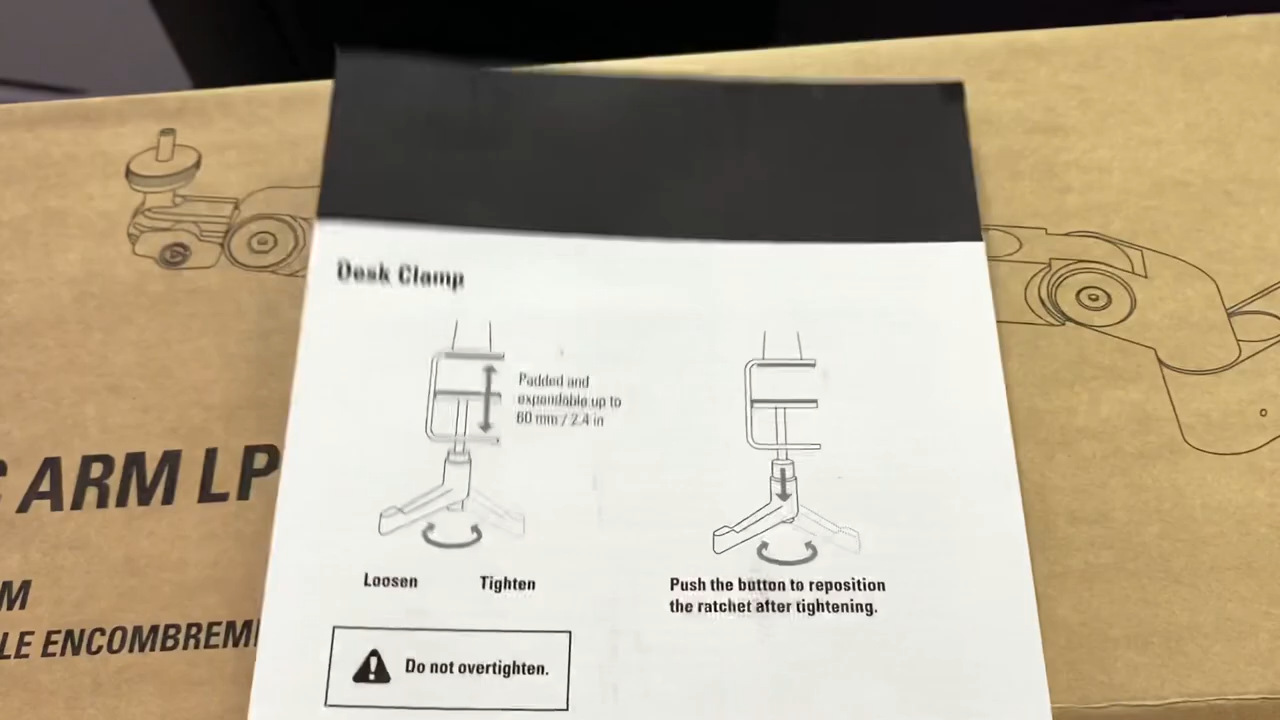 Desk Clamp
Padded and
expandable up to
60 mm / 2.4 in
Loosen
Tighten
Push the button to reposition
the ratchet after tightening.
Do not overtighten.
ARM LP
M
LE ENCOMBREM